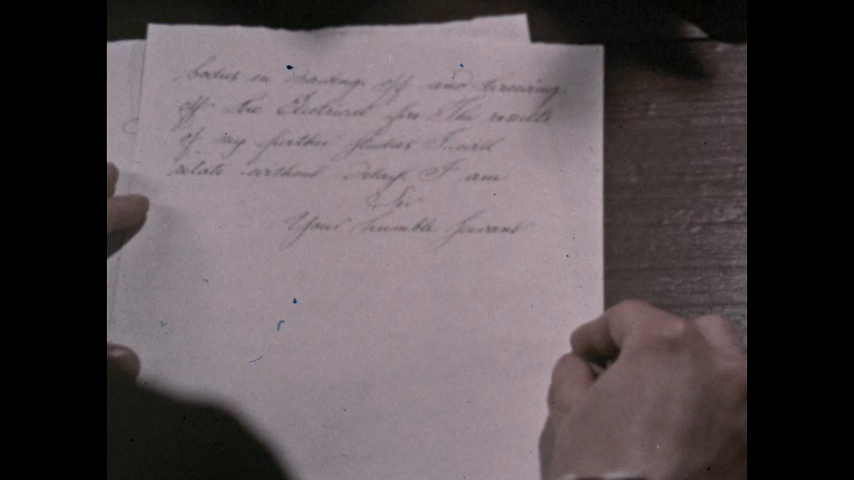 bodies in drawing off and throwing
off the Electrical fire The results
of my further studies I will
relate without delay. I am
Sir
Your humble Servant